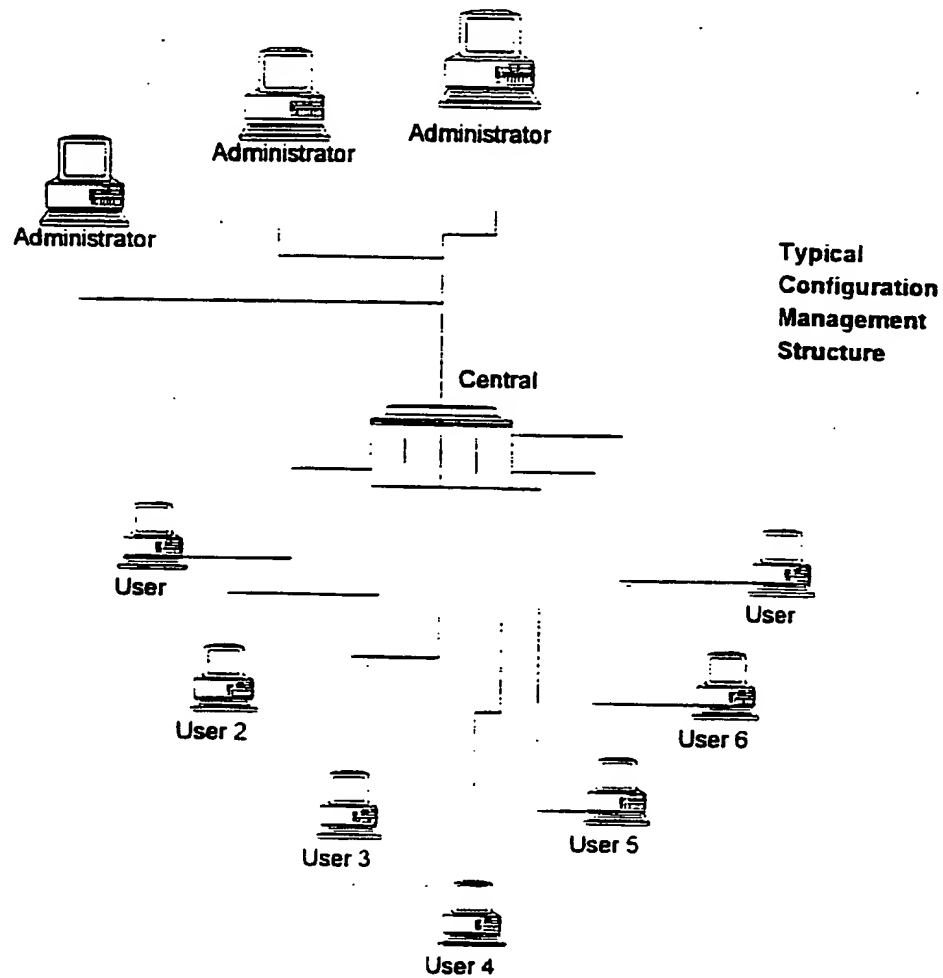 Administrator
Administrator
Administrator
Typical
Configuration
Management
Structure
Central
User
User
User 2
User 6
User 3
User 5
User 4